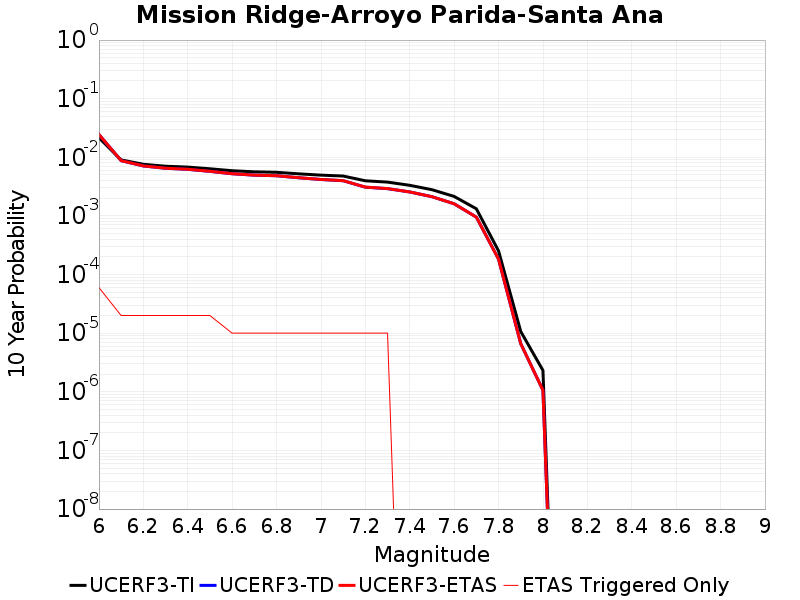 Mission Ridge-Arroyo Parida-Santa Ana
10^0
10^-1
10^-2
10^-3
10^-4
10^-5
10^-6
10^-7
10^-8
10 Year Probability
6 6.2 6.4 6.6 6.8 7 7.2 7.4 7.6 7.8 8 8.2 8.4 8.6 8.8 9
Magnitude
UCERF3-TI UCERF3-TD UCERF3-ETAS ETAS Triggered Only